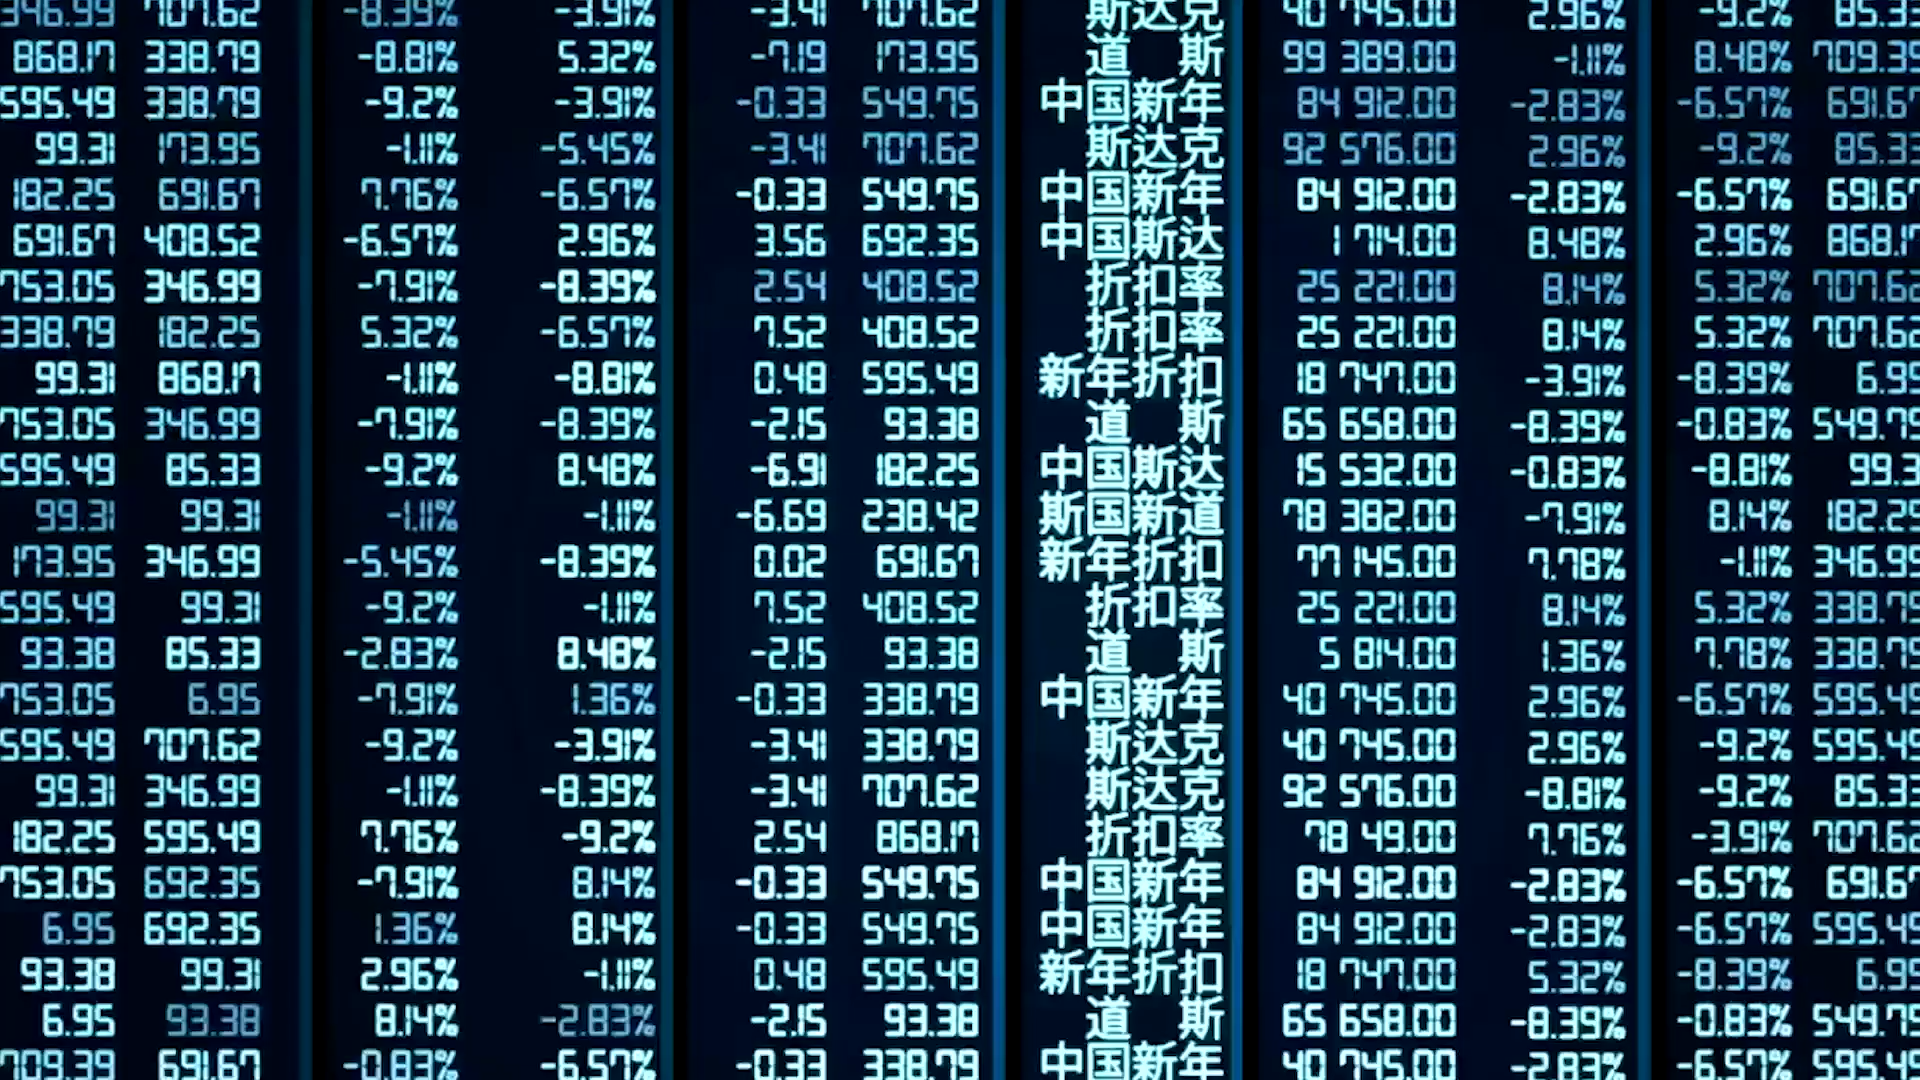 346.99 707.62 -8.39% -3.91% -3.41 707.62 斯达克 40 745.00 2.96% -9.2% 85.33
868.17 338.79 -8.81% 5.32% -7.19 173.95 道 斯 99 389.00 -1.11% 8.48% 709.39
595.49 338.79 -9.2% -3.91% -0.33 549.75 中国新年 84 912.00 -2.83% -6.57% 691.67
99.31 173.95 -1.11% -5.45% -3.41 707.62 斯达克 92 576.00 2.96% -9.2% 85.33
182.25 691.67 7.76% -6.57% -0.33 549.75 中国新年 84 912.00 -2.83% -6.57% 691.67
691.67 408.52 -6.57% 2.96% 3.56 692.35 中国斯达 1 714.00 8.48% 2.96% 868.17
753.05 346.99 -7.91% -8.39% 2.54 408.52 折扣率 25 221.00 8.14% 5.32% 707.62
338.79 182.25 5.32% -6.57% 7.52 408.52 折扣率 25 221.00 8.14% 5.32% 707.62
99.31 868.17 -1.11% -8.81% 0.48 595.49 新年折扣 18 747.00 -3.91% -8.39% 6.95
753.05 346.99 -7.91% -8.39% -2.15 93.38 道 斯 65 658.00 -8.39% -0.83% 549.75
595.49 85.33 -9.2% 8.48% -6.91 182.25 中国斯达 15 532.00 -0.83% -8.81% 99.3
99.31 99.31 -1.11% -1.11% -6.69 238.42 斯国新道 78 382.00 -7.91% 8.14% 182.25
173.95 346.99 -5.45% -8.39% 0.02 691.67 新年折扣 77 145.00 7.78% -1.11% 346.99
595.49 99.31 -9.2% -1.11% 7.52 408.52 折扣率 25 221.00 8.14% 5.32% 338.79
93.38 85.33 -2.83% 8.48% -2.15 93.38 道 斯 5 814.00 1.36% 7.78% 338.79
753.05 6.95 -7.91% 1.36% -0.33 338.79 中国新年 40 745.00 2.96% -6.57% 595.49
595.49 707.62 -9.2% -3.91% -3.41 338.79 斯达克 40 745.00 2.96% -9.2% 595.49
99.31 346.99 -1.11% -8.39% -3.41 707.62 斯达克 92 576.00 -8.81% -9.2% 85.33
182.25 595.49 7.76% -9.2% 2.54 868.17 折扣率 78 49.00 7.76% -3.91% 707.62
753.05 692.35 -7.91% 8.14% -0.33 549.75 中国新年 84 912.00 -2.83% -6.57% 691.67
6.95 692.35 1.36% 8.14% -0.33 549.75 中国新年 84 912.00 -2.83% -6.57% 595.49
93.38 99.31 2.96% -1.11% 0.48 595.49 新年折扣 18 747.00 5.32% -8.39% 6.95
6.95 93.38 8.14% -2.83% -2.15 93.38 道 斯 65 658.00 -8.39% -0.83% 549.75
709.39 691.67 -0.83% -6.57% -0.33 338.79 中国新年 40 745.00 -2.83% -6.57% 595.49